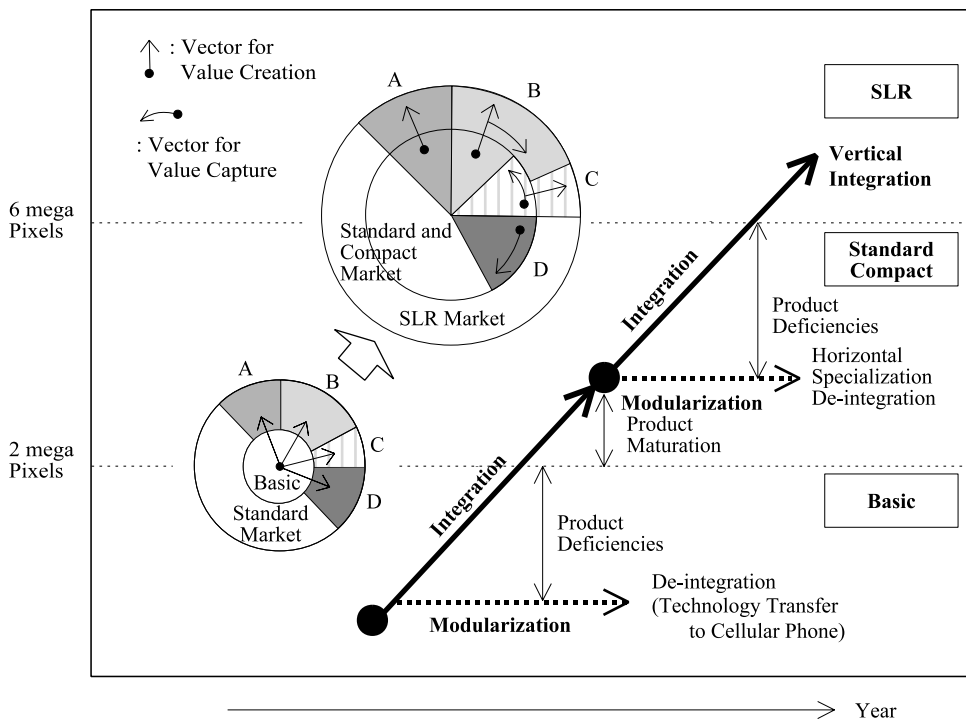 : Vector for
Value Creation
: Vector for
Value Capture
A
B
C
D
Standard and
Compact
Market
SLR Market
SLR
Vertical
Integration
6 mega
Pixels
Standard
Compact
Integration
Product
Deficiencies
Horizontal
Specialization
De-integration
Modularization
Product
Maturation
A
B
C
D
Basic
Standard
Market
2 mega
Pixels
Basic
Integration
Product
Deficiencies
De-integration
(Technology Transfer
to Cellular Phone)
Modularization
Year